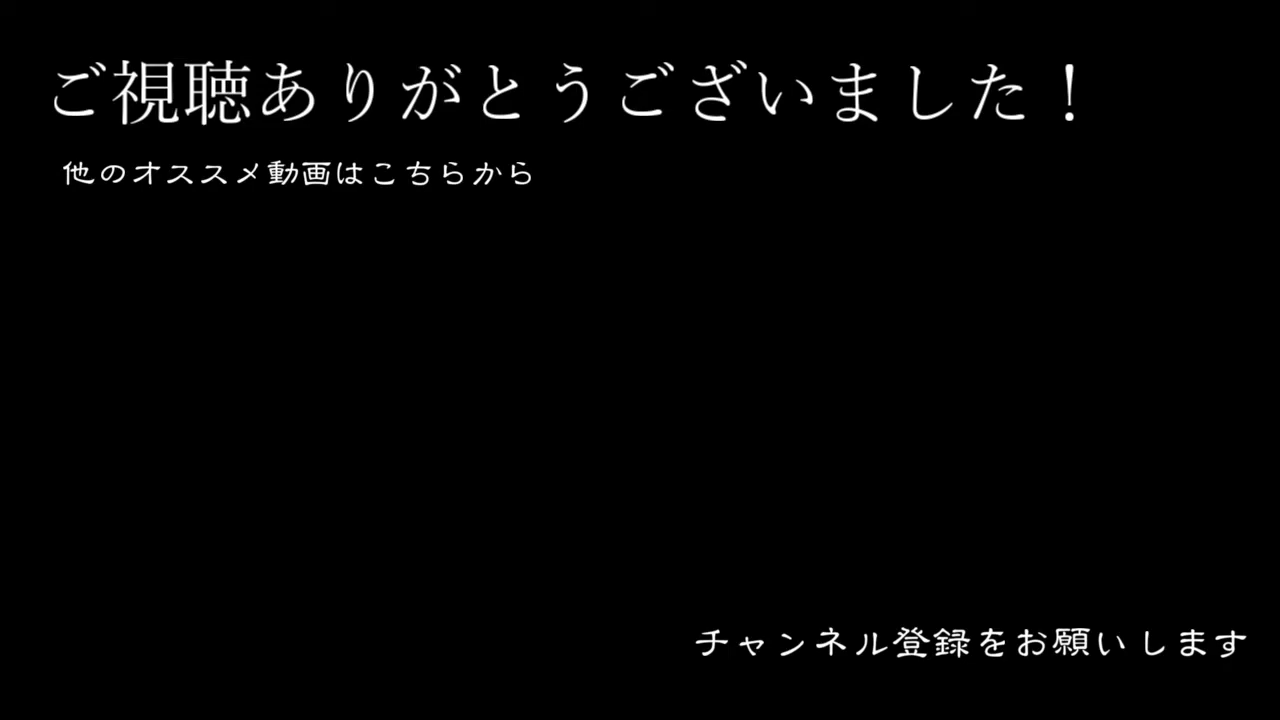 ご視聴ありがとうございました！
他のオススメ動画はこちらから
チャンネル登録をお願いします